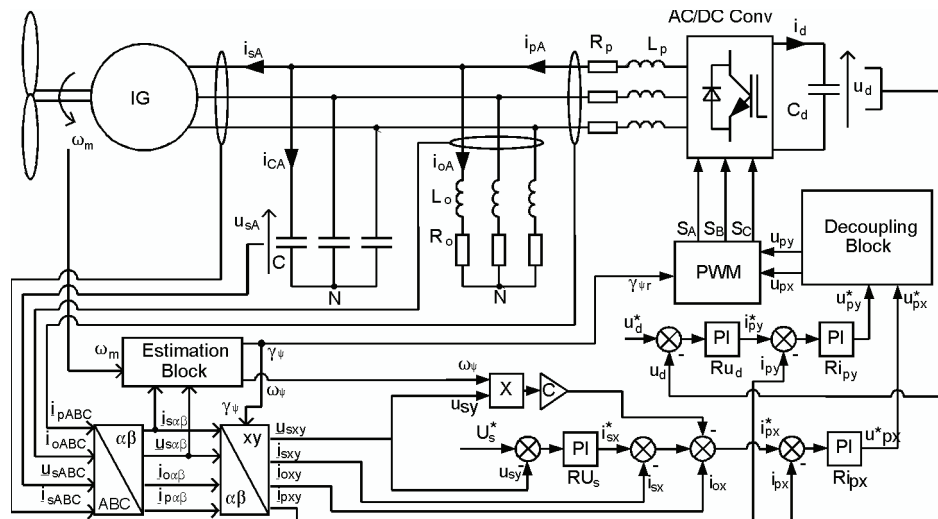 AC/DC Conv
i_sA
i_pA
R_p
L_p
i_d
IG
u_d
C_d
ω_m
i_CA
i_oA
L_o
u_sA
R_o
C
S_A
S_B
S_C
Decoupling
Block
u_py
u_px
PWM
N
N
γ_ψr
u*_py
u*_px
u*_d
i*_py
PI
PI
ω_m
Estimation
Block
γ_ψ
u_d
Ru_d
i_py
Ri_py
ω_ψ
ω_ψ
X
C
u_sy
γ_ψ
i_pABC
i_sαβ
u_sxy
U*_s
i*_sx
i*_px
u*px
i_oABC
αβ
u_sαβ
xy
i_sxy
PI
PI
u_sABC
i_oαβ
i_oxy
u_sy
RU_s
i_sx
i_ox
i_px
Ri_px
i_sABC
ABC
i_pαβ
αβ
i_pxy